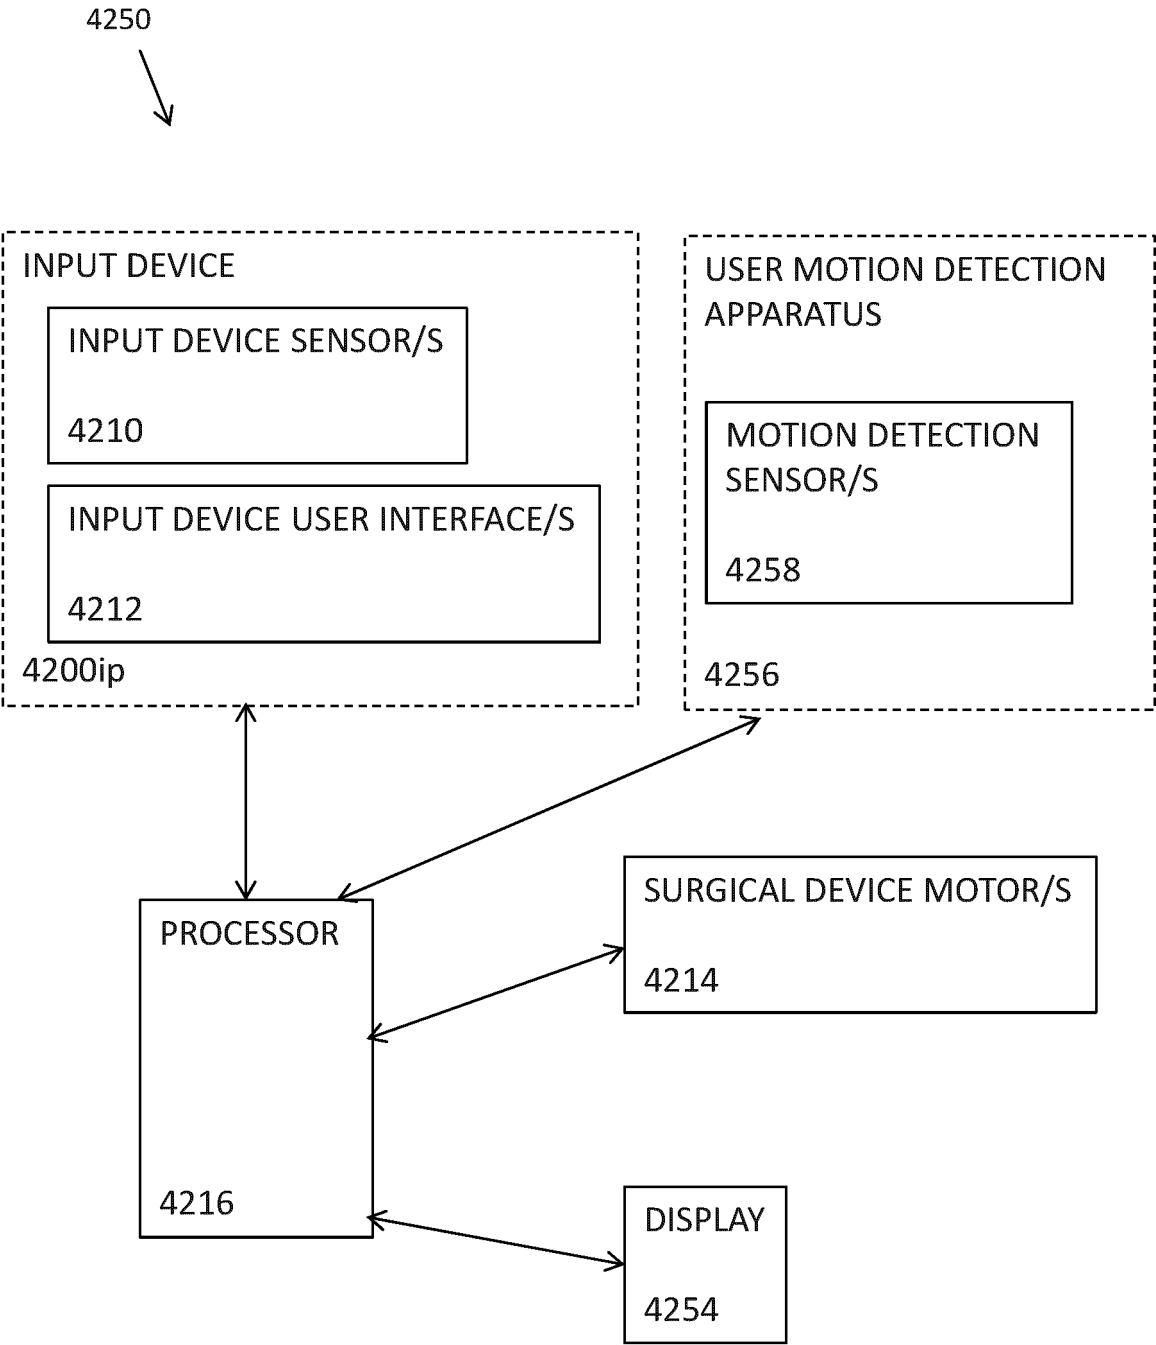 4250
INPUT DEVICE
INPUT DEVICE SENSOR/S
4210
INPUT DEVICE USER INTERFACE/S
4212
4200ip
USER MOTION DETECTION
APPARATUS
MOTION DETECTION
SENSOR/S
4258
4256
PROCESSOR
4216
SURGICAL DEVICE MOTOR/S
4214
DISPLAY
4254